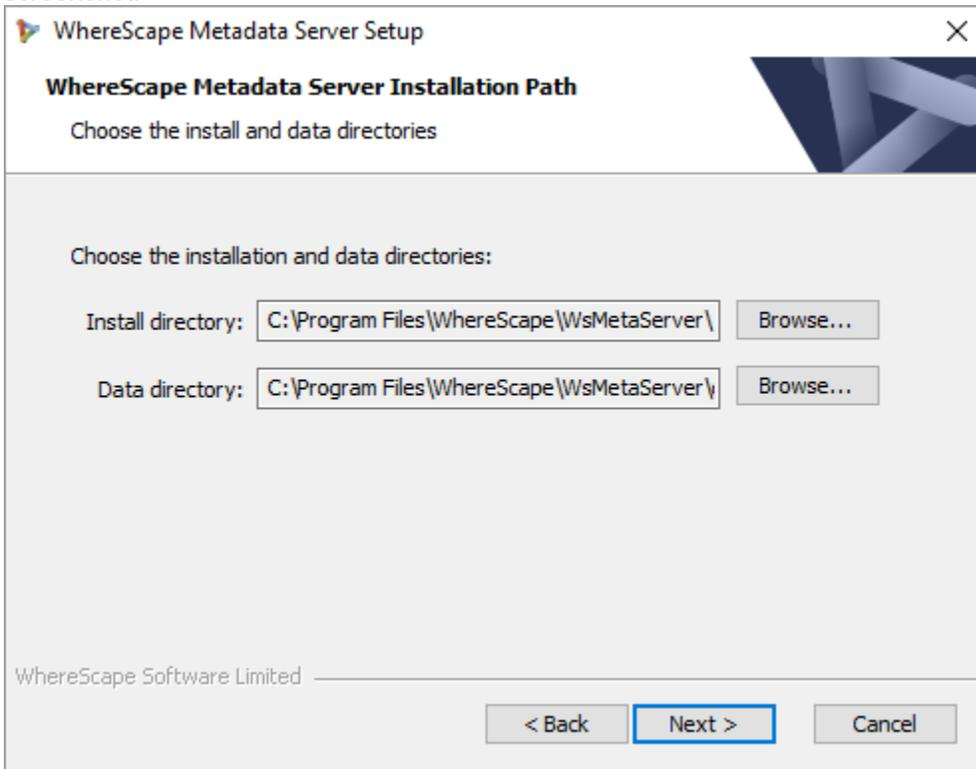 WhereScape Metadata Server Setup
WhereScape Metadata Server Installation Path
Choose the install and data directories
Choose the installation and data directories:
Install directory: C:\Program Files\WhereScape\WsMetaServer\ Browse...
Data directory: C:\Program Files\WhereScape\WsMetaServer\ Browse...
WhereScape Software Limited
< Back Next > Cancel